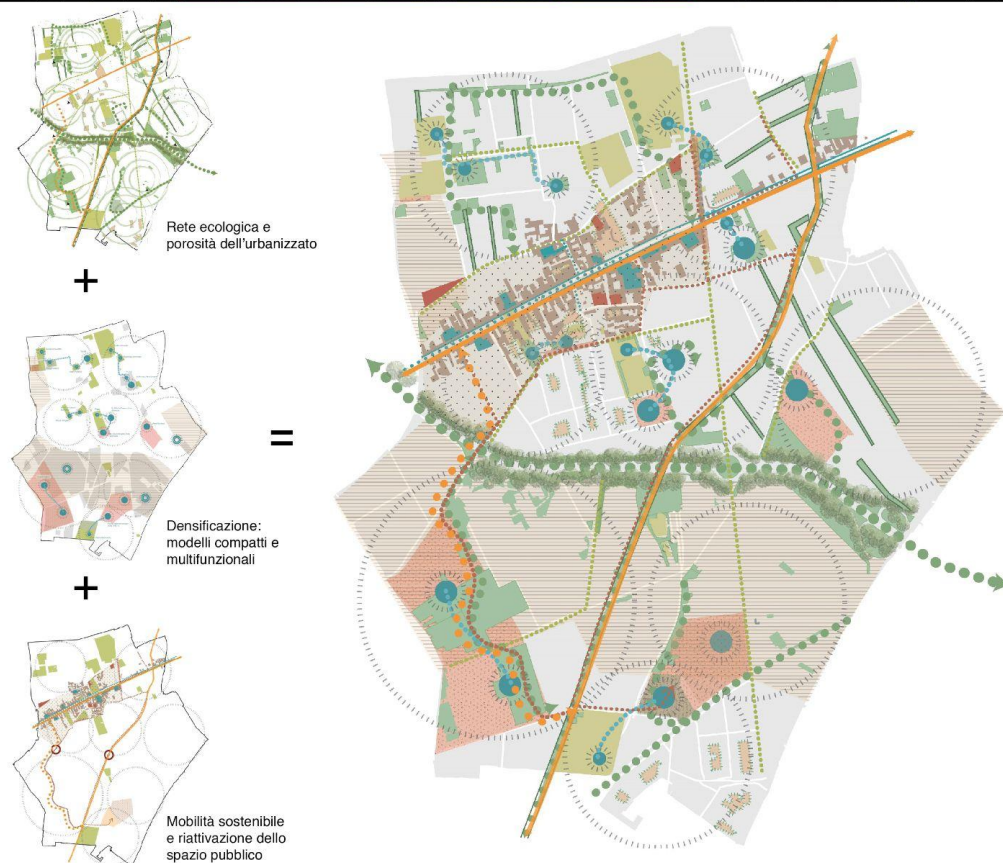 Rete ecologica e
porosità dell'urbanizzato
+
Densificazione:
modelli compatti e
multifunzionali
=
+
Mobilità sostenibile
e riattivazione dello
spazio pubblico